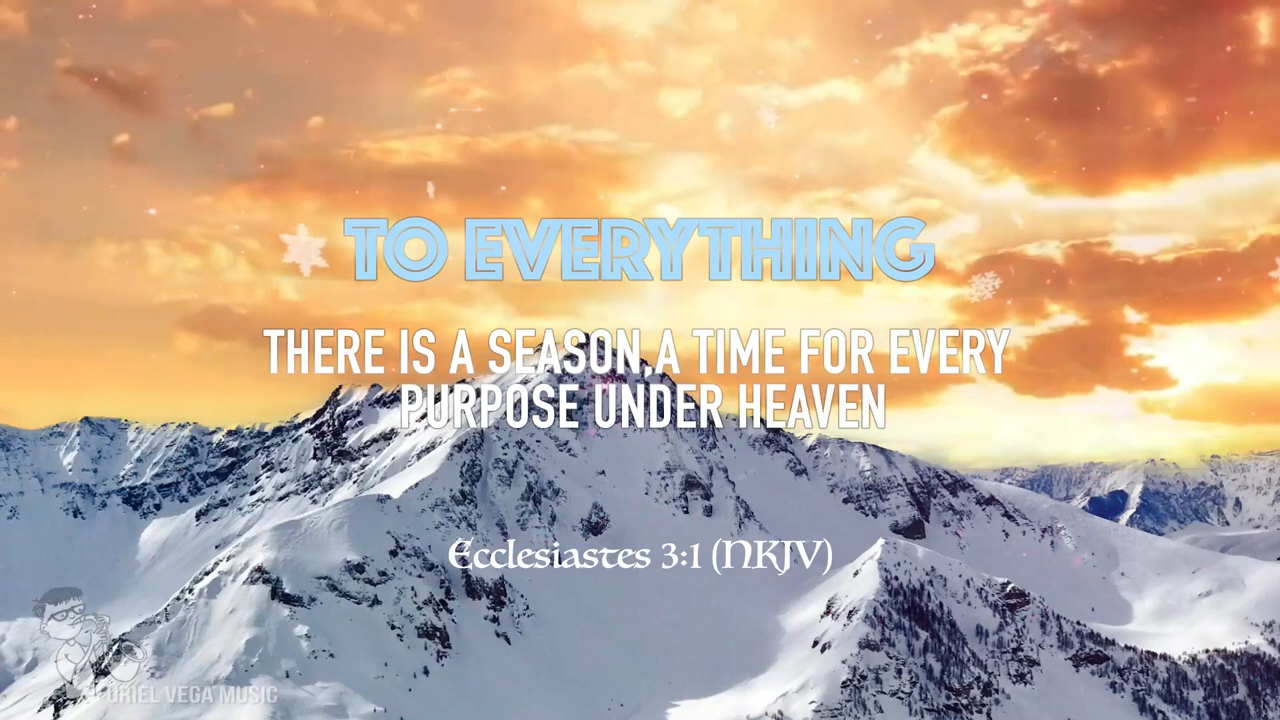 TO EVERYTHING
THERE IS A SEASON,A TIME FOR EVERY
PURPOSE UNDER HEAVEN
Ecclesiastes 3:1 (NKJV)
URIEL VEGA MUSIC